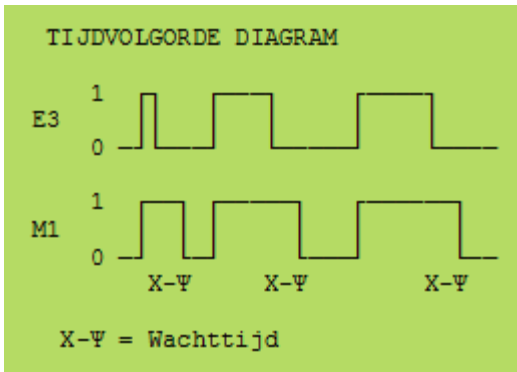 TIJDVOLGORDE DIAGRAM
1
E3
0
1
M1
0
X-Ψ X-Ψ X-Ψ
X-Ψ = Wachttijd